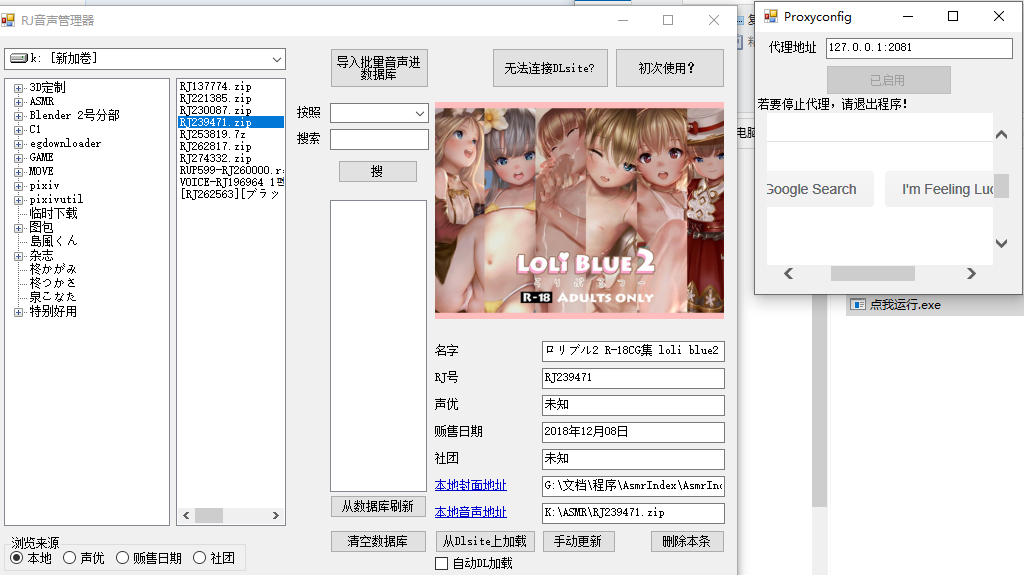 RJ音声管理器
k: [新加卷]
3D定制
ASMR
Blender 2号分部
C1
egdownloader
GAME
MOVE
pixiv
pixivutil
临时下载
图包
島風くん
杂志
柊かがみ
柊つかさ
泉こなた
特别好用
RJ137774.zip
RJ221385.zip
RJ230087.zip
RJ239471.zip
RJ253819.7z
RJ262817.zip
RJ274332.zip
RUP599-RJ260000.r
VOICE-RJ196964 1편
[RJ262563][ブラッ
浏览来源
本地 声优 贩售日期 社团
导入批量音声进
数据库
无法连接DLsite?
初次使用?
按照
搜索
搜
从数据库刷新
清空数据库
LOLI BLUE 2
R-18 ADULTS ONLY
名字
ロリブル2 R-18CG集 loli blue2
RJ号
RJ239471
声优
未知
贩售日期
2018年12月08日
社团
未知
本地封面地址
G:\文档\程序\AsmrIndex\AsmrInd
本地音声地址
K:\ASMR\RJ239471.zip
从Dlsite上加载
手动更新
删除本条
自动DL加载
Proxyconfig
代理地址
127.0.0.1:2081
已启用
若要停止代理，请退出程序!
Google Search
I'm Feeling Luc
电脑
点我运行.exe